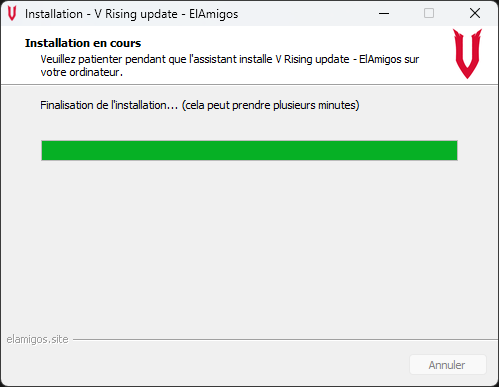 Installation - V Rising update - ElAmigos
Installation en cours
Veuillez patienter pendant que l'assistant installe V Rising update - ElAmigos sur
votre ordinateur.
Finalisation de l'installation... (cela peut prendre plusieurs minutes)
elamigos.site
Annuler